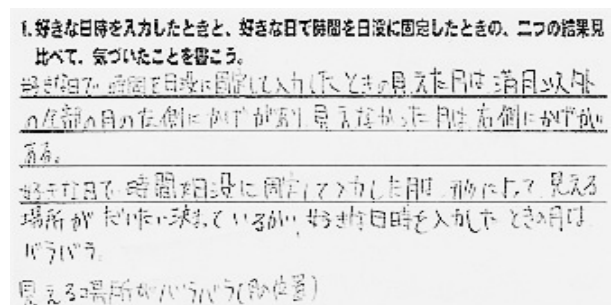 1. 好きな日時を入力したときと、好きな日で時間を日没に固定したときの、二つの結果見
比べて、気づいたことを書こう。
好きな日で、時間を日没に固定して入力したときの見えた月は満月以外
の全部の月の左側にかげがあり見えなかった月は右側にかげが
ある。
好きな日で時間を日没に固定して入力した月は、形によって、見える
場所がだいたい決まっているが、好きな日時を入力したときの月は
バラバラ。
見える場所がバラバラ(月の位置)